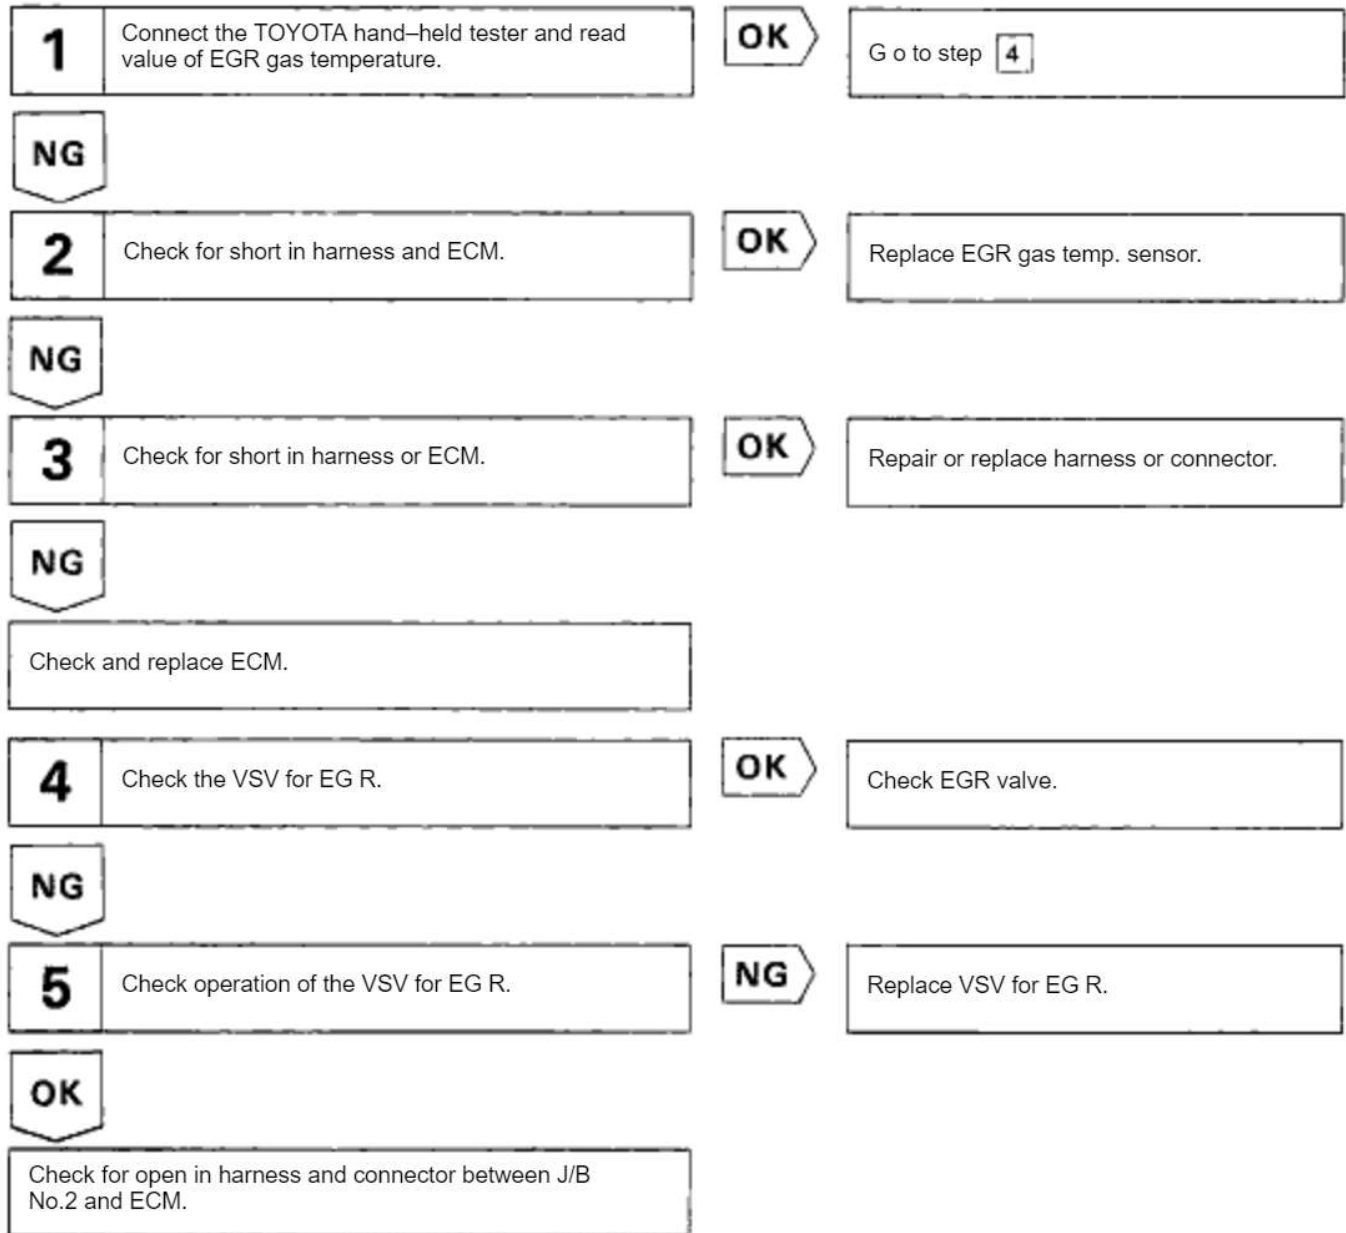 1
Connect the TOYOTA hand–held tester and read
value of EGR gas temperature.
OK
G o to step 4
NG
2
Check for short in harness and ECM.
OK
Replace EGR gas temp. sensor.
NG
3
Check for short in harness or ECM.
OK
Repair or replace harness or connector.
NG
Check and replace ECM.
4
Check the VSV for EG R.
OK
Check EGR valve.
NG
5
Check operation of the VSV for EG R.
NG
Replace VSV for EG R.
OK
Check for open in harness and connector between J/B
No.2 and ECM.